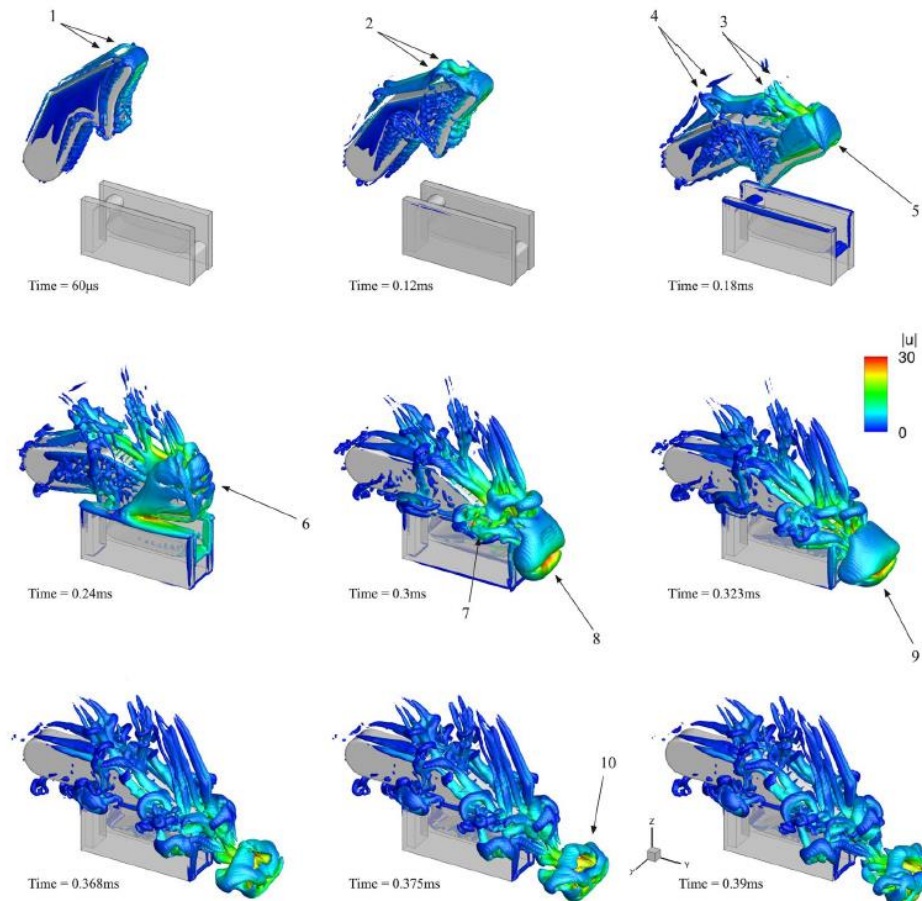 1
2
4
3
5
Time = 60μs
Time = 0.12ms
Time = 0.18ms
|u|
30
0
6
Time = 0.24ms
Time = 0.3ms
Time = 0.323ms
7
8
9
10
Z
Y
Time = 0.368ms
Time = 0.375ms
Time = 0.39ms